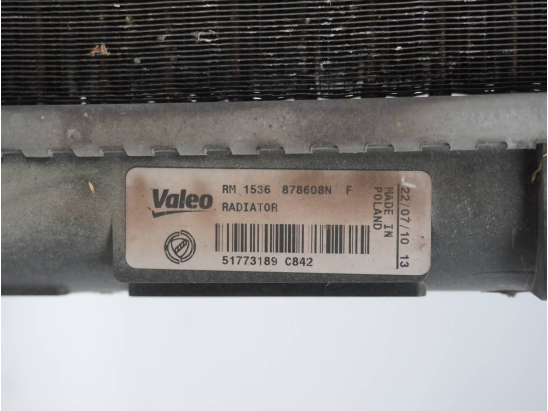 Valeo
RM 1536 878608N F
RADIATOR
51773189 C842
MADE IN
POLAND
22/07/10 13